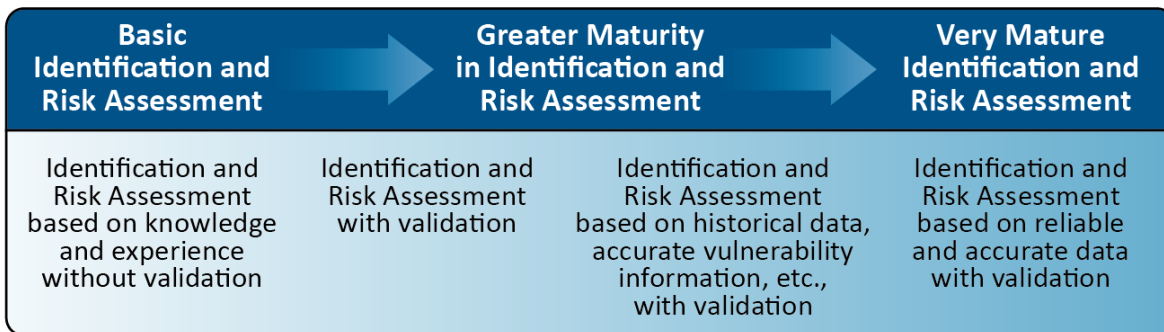 Basic
Identification and
Risk Assessment
Greater Maturity
in Identification and
Risk Assessment
Very Mature
Identification and
Risk Assessment
Identification and
Risk Assessment
based on knowledge
and experience
without validation
Identification and
Risk Assessment
with validation
Identification and
Risk Assessment
based on historical data,
accurate vulnerability
information, etc.,
with validation
Identification and
Risk Assessment
based on reliable
and accurate data
with validation